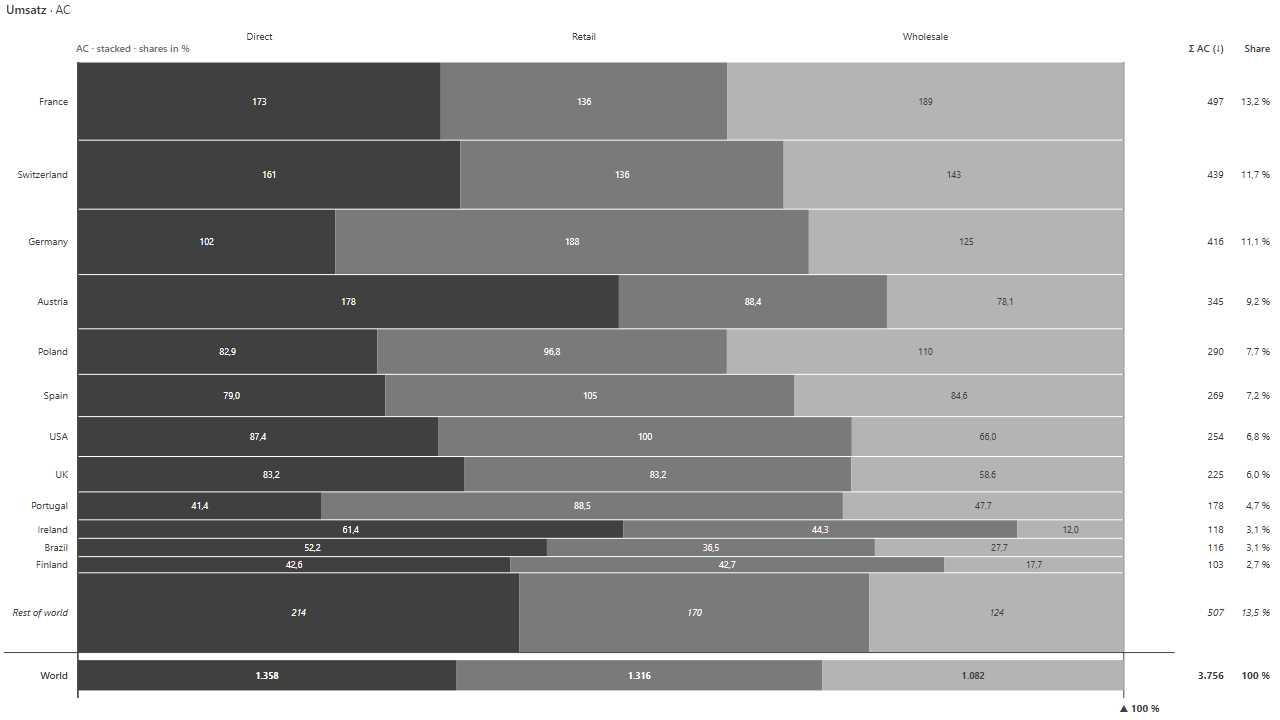 Umsatz · AC
Direct Retail Wholesale
AC · stacked · shares in % Σ AC (↓) Share
France 173 136 189 497 13,2 %
Switzerland 161 136 143 439 11,7 %
Germany 102 188 125 416 11,1 %
Austria 178 88,4 78,1 345 9,2 %
Poland 82,9 96,8 110 290 7,7 %
Spain 79,0 105 84,6 269 7,2 %
USA 87,4 100 66,0 254 6,8 %
UK 83,2 83,2 58,6 225 6,0 %
Portugal 41,4 88,5 47,7 178 4,7 %
Ireland 61,4 44,3 12,0 118 3,1 %
Brazil 52,2 36,5 27,7 116 3,1 %
Finland 42,6 42,7 17,7 103 2,7 %
Rest of world 214 170 124 507 13,5 %
World 1.358 1.316 1.082 3.756 100 %
▲ 100 %